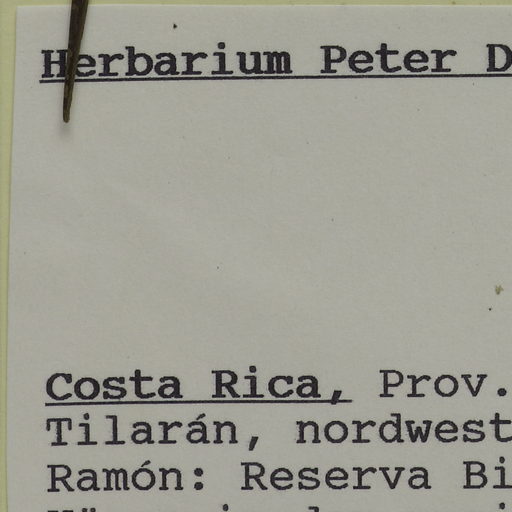 Herbarium Peter D
Costa Rica, Prov.
Tilarán, nordwest
Ramón: Reserva Bi